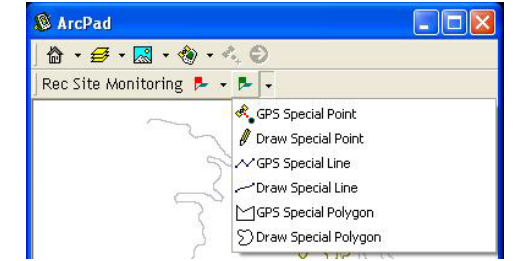 ArcPad
Rec Site Monitoring
GPS Special Point
Draw Special Point
GPS Special Line
Draw Special Line
GPS Special Polygon
Draw Special Polygon